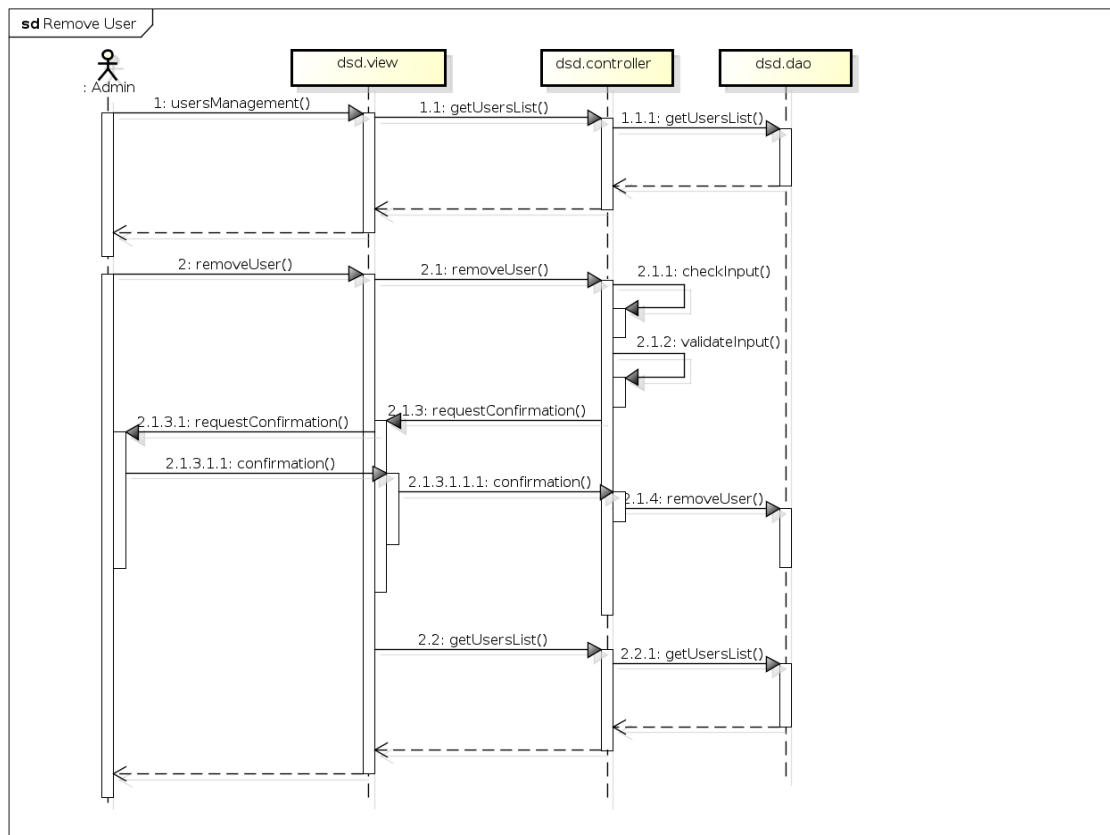 sd Remove User
dsd.view
dsd.controller
dsd.dao
: Admin
1: usersManagement()
1.1: getUsersList()
1.1.1: getUsersList()
2: removeUser()
2.1: removeUser()
2.1.1: checkInput()
2.1.2: validateInput()
2.1.3: requestConfirmation()
2.1.3.1: requestConfirmation()
2.1.3.1.1: confirmation()
2.1.3.1.1.1: confirmation()
2.1.4: removeUser()
2.2: getUsersList()
2.2.1: getUsersList()